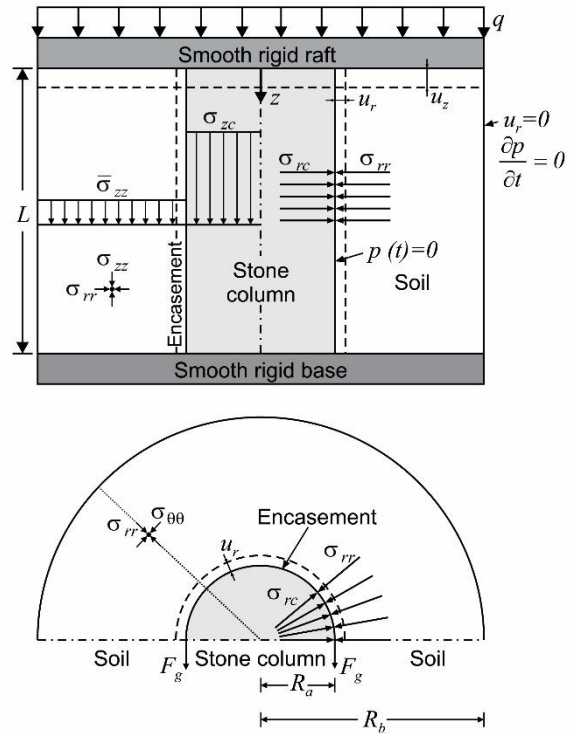 q
Smooth rigid raft
z
u_r
u_z
σ_zc
u_r=0
∂p/∂t = 0
σ_rc
σ_rr
σ̄_zz
L
p (t)=0
σ_zz
σ_rr
Encasement
Stone
column
Soil
Smooth rigid base
σ_θθ
σ_rr
Encasement
u_r
σ_rr
σ_rc
Soil
Stone column
Soil
F_g
F_g
R_a
R_b